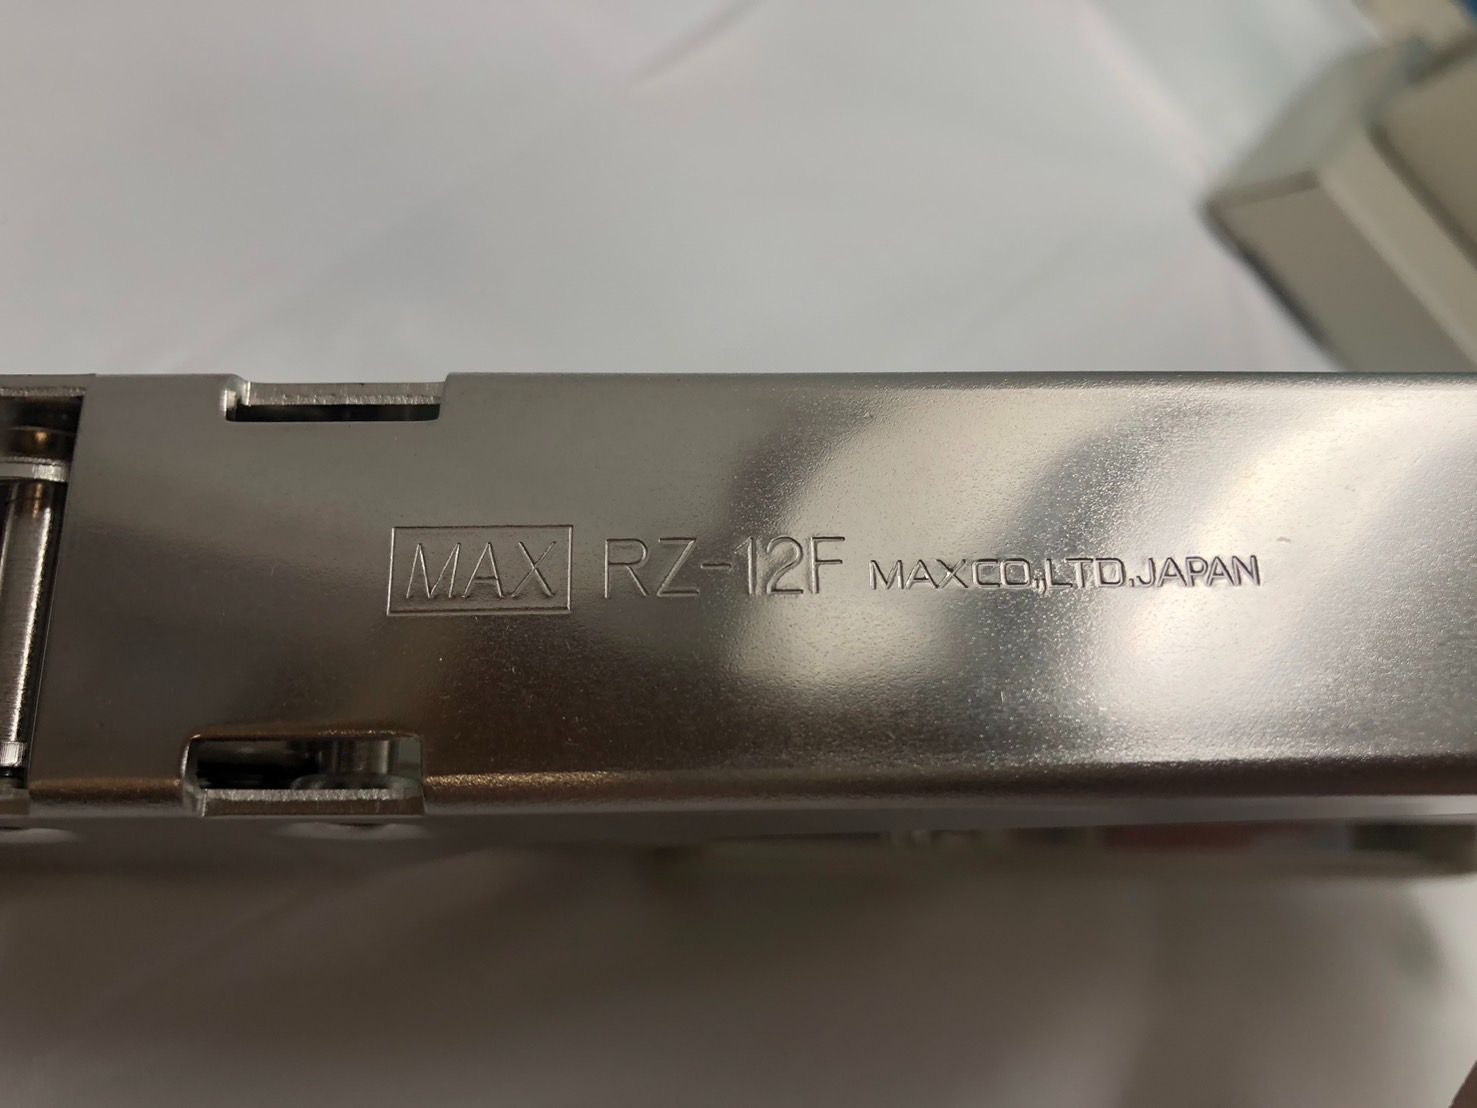 MAX RZ-12F MAX CO.,LTD. JAPAN